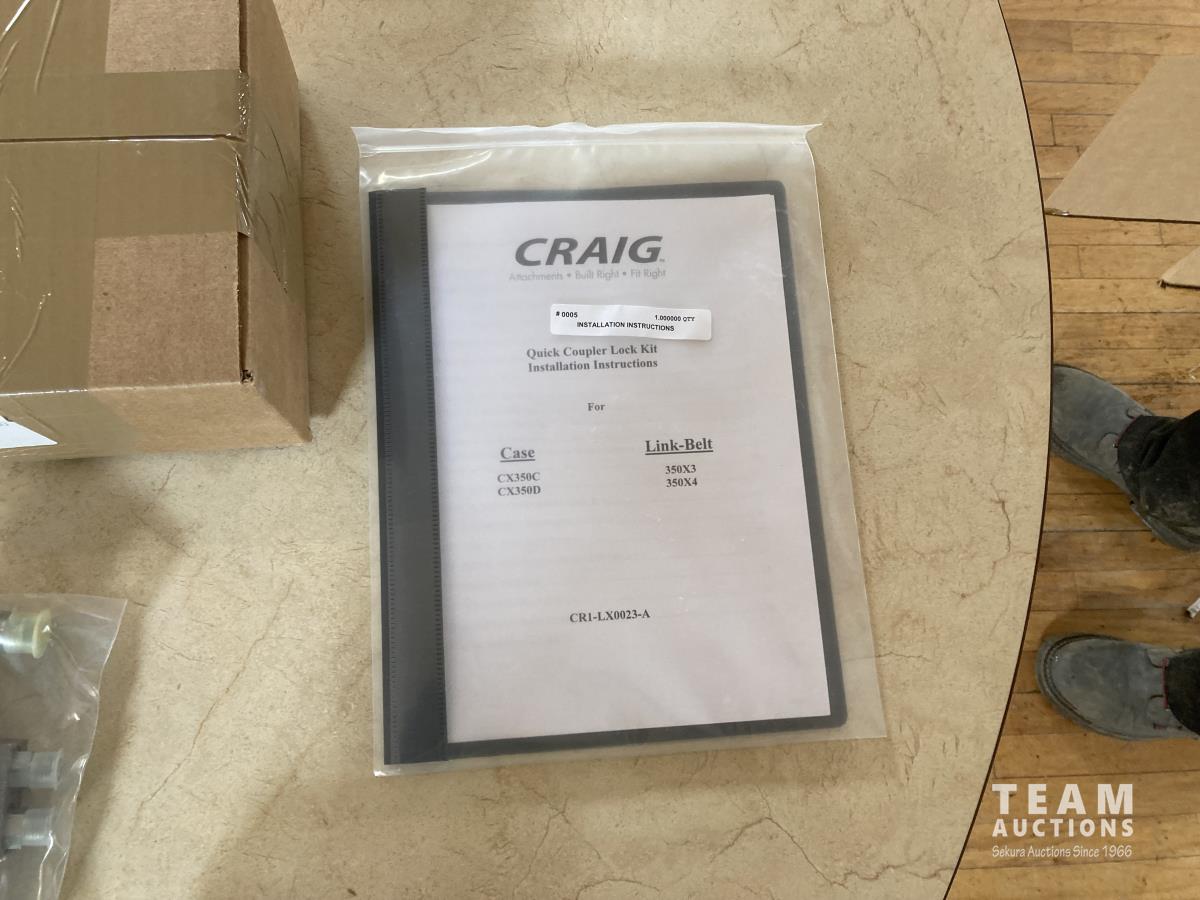 CRAIG
Attachments • Built Right • Fit Right
# 0005 1.000000 QTY
INSTALLATION INSTRUCTIONS
Quick Coupler Lock Kit
Installation Instructions
For
Case Link-Belt
CX350C 350X3
CX350D 350X4
CR1-LX0023-A
TEAM
AUCTIONS
Sekura Auctions Since 1966